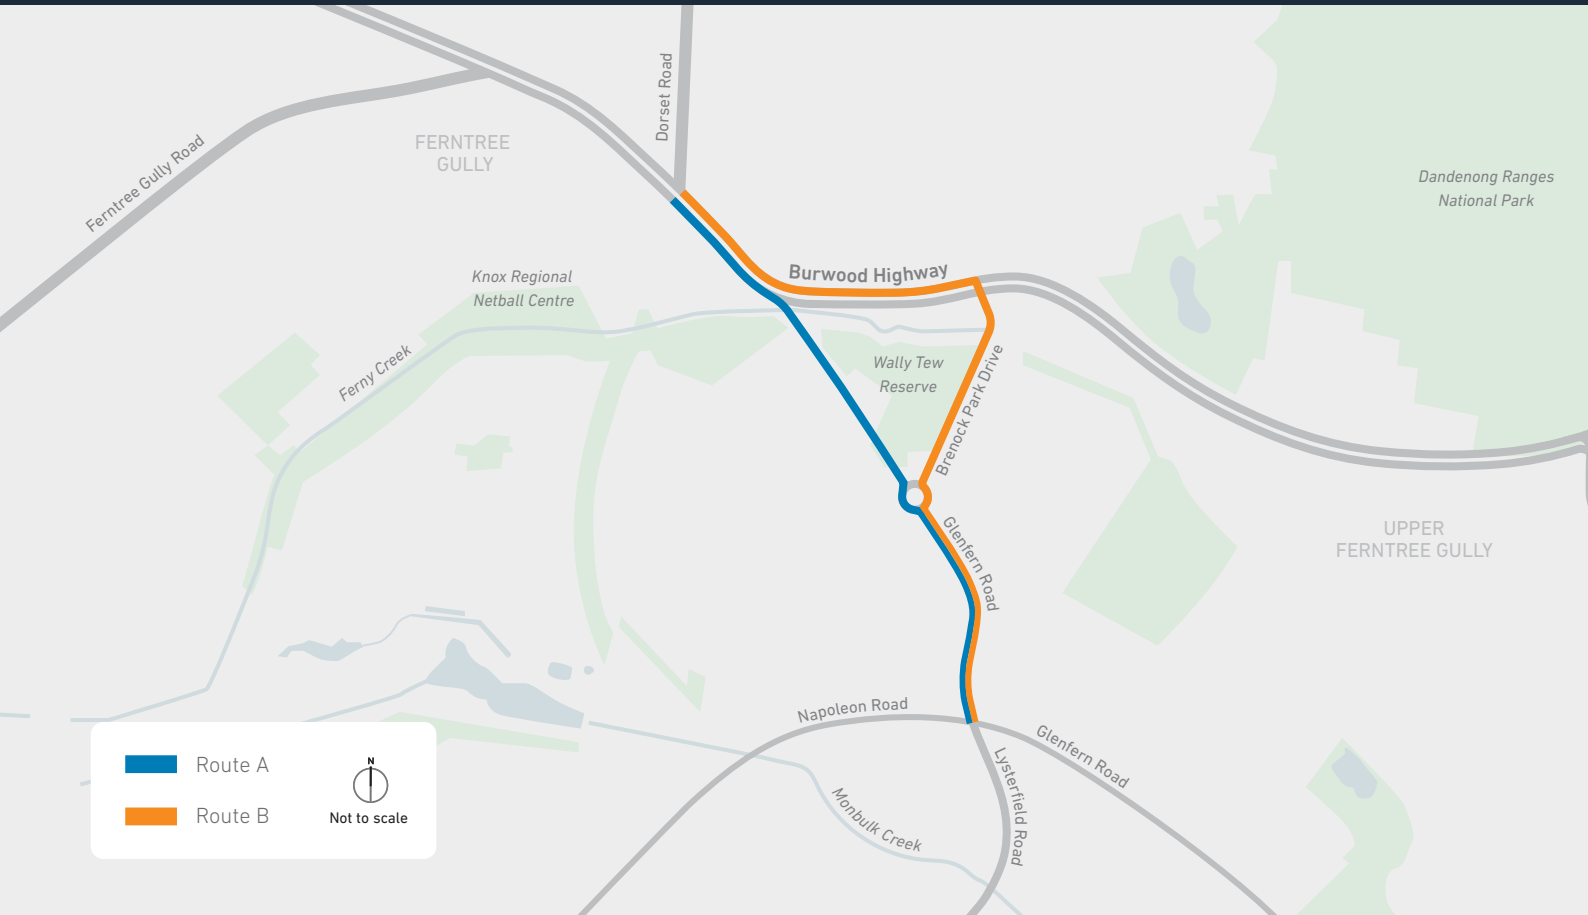 Dorset Road
Ferntree Gully Road
FERNTREE
GULLY
Dandenong Ranges
National Park
Knox Regional
Netball Centre
Burwood Highway
Ferny Creek
Wally Tew
Reserve
Brenock Park Drive
Glenfern Road
UPPER
FERNTREE GULLY
Napoleon Road
Glenfern Road
Lysterfield Road
Monbulk Creek
Route A
Route B
N
Not to scale